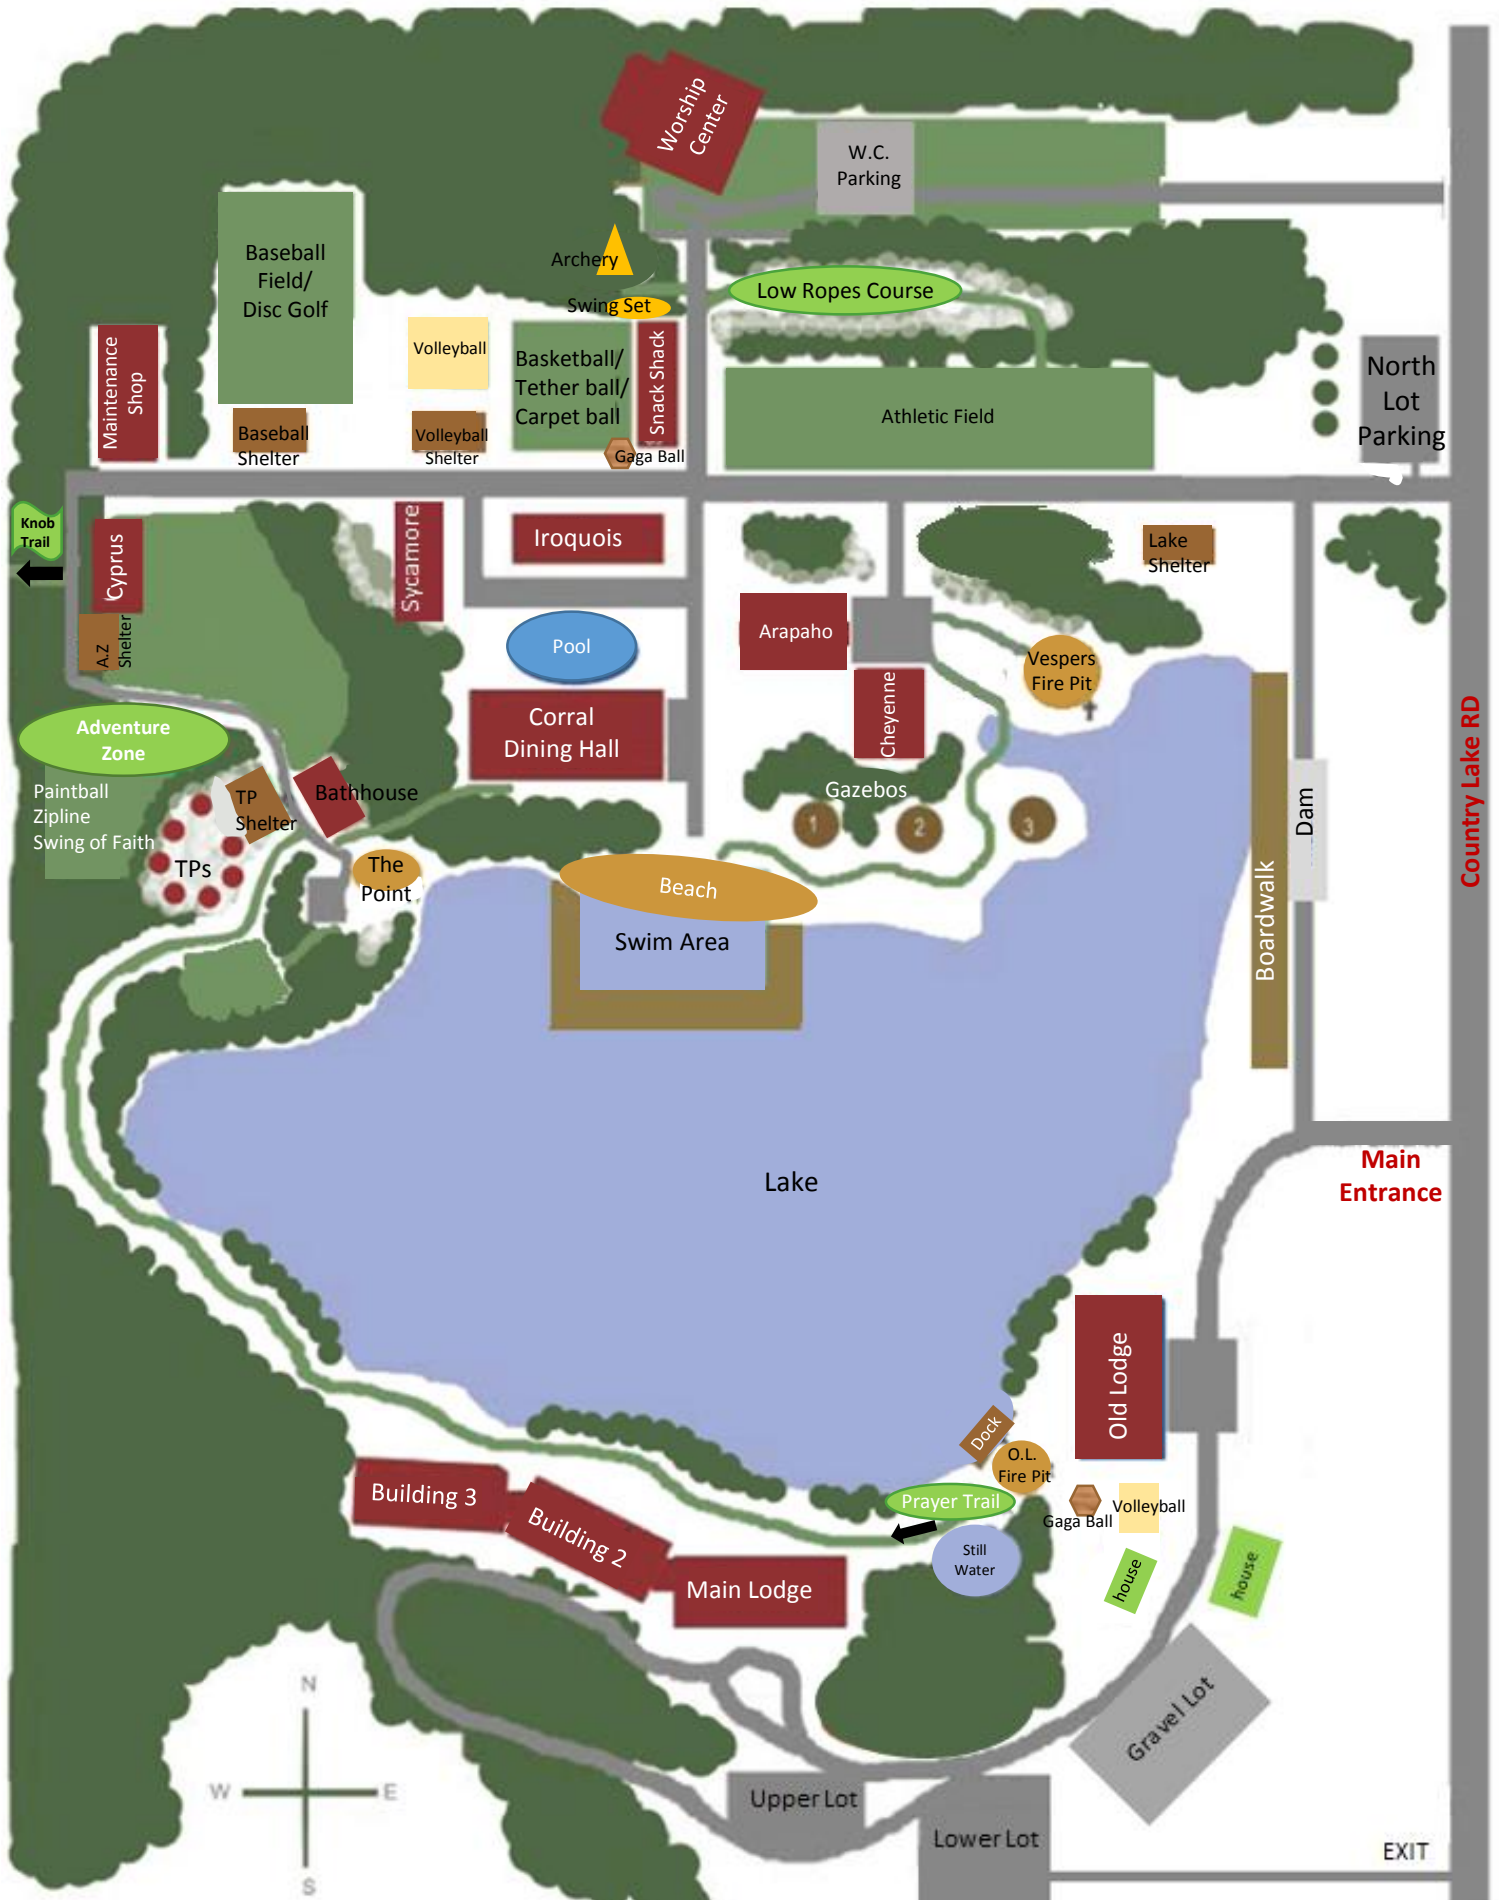 Worship
Center
W.C.
Parking
Baseball
Field/
Disc Golf
Archery
Swing Set
Low Ropes Course
Maintenance
Shop
Volleyball
Basketball/
Tether ball/
Carpet ball
Snack Shack
Athletic Field
North
Lot
Parking
Baseball
Shelter
Volleyball
Shelter
Gaga Ball
Knob
Trail
Cyprus
Sycamore
Iroquois
Lake
Shelter
A.Z
Shelter
Pool
Arapaho
Vespers
Fire Pit
Cheyenne
Corral
Dining Hall
Adventure
Zone
Paintball
Zipline
Swing of Faith
TP
Shelter
Bathhouse
TPs
The
Point
Gazebos
1
2
3
Beach
Swim Area
Boardwalk
Dam
Country Lake RD
Main
Entrance
Lake
Old Lodge
Dock
O.L.
Fire Pit
Prayer Trail
Gaga Ball
Volleyball
Still
Water
house
house
Building 3
Building 2
Main Lodge
Gravel Lot
Upper Lot
Lower Lot
EXIT
N
W
E
S